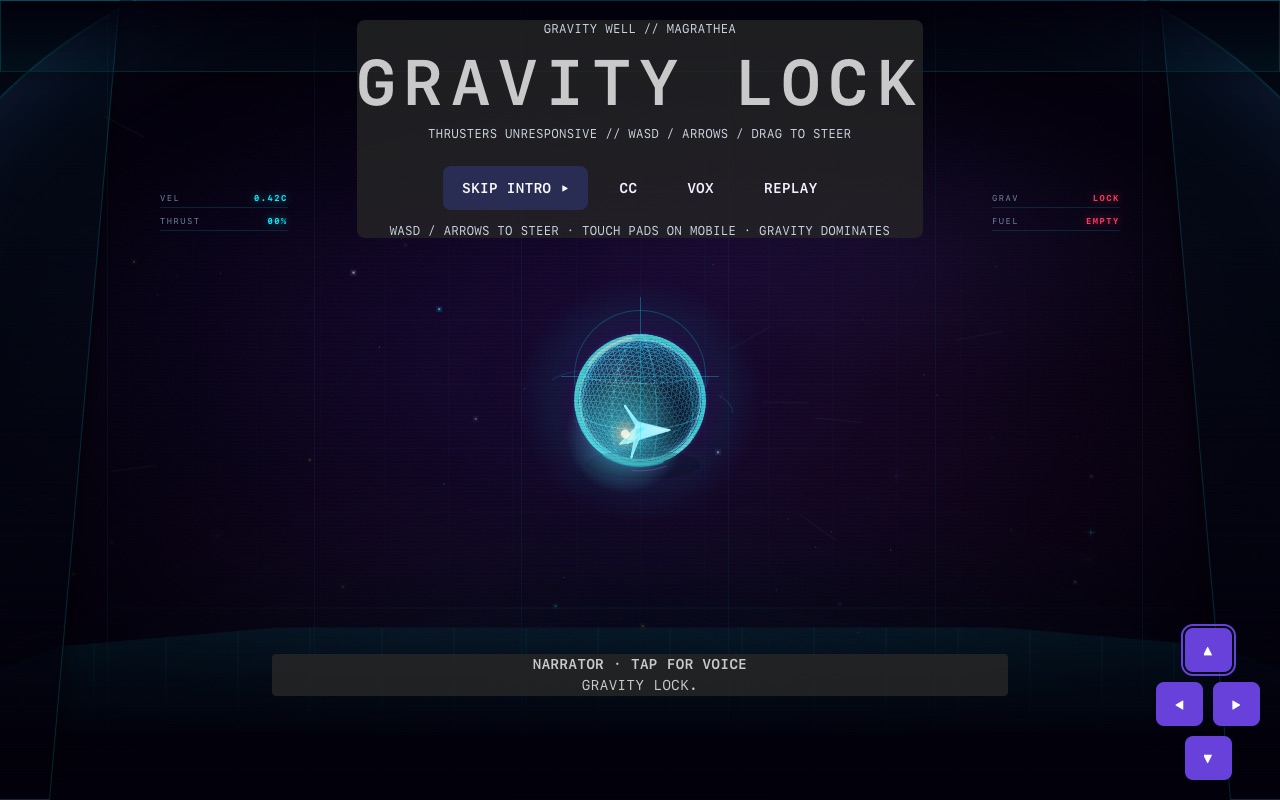 GRAVITY WELL // MAGRATHEA
GRAVITY LOCK
THRUSTERS UNRESPONSIVE // WASD / ARROWS / DRAG TO STEER
SKIP INTRO ▸ CC VOX REPLAY
WASD / ARROWS TO STEER · TOUCH PADS ON MOBILE · GRAVITY DOMINATES
VEL 0.42C
THRUST 00%
GRAV LOCK
FUEL EMPTY
NARRATOR · TAP FOR VOICE
GRAVITY LOCK.
▲
◀ ▶
▼